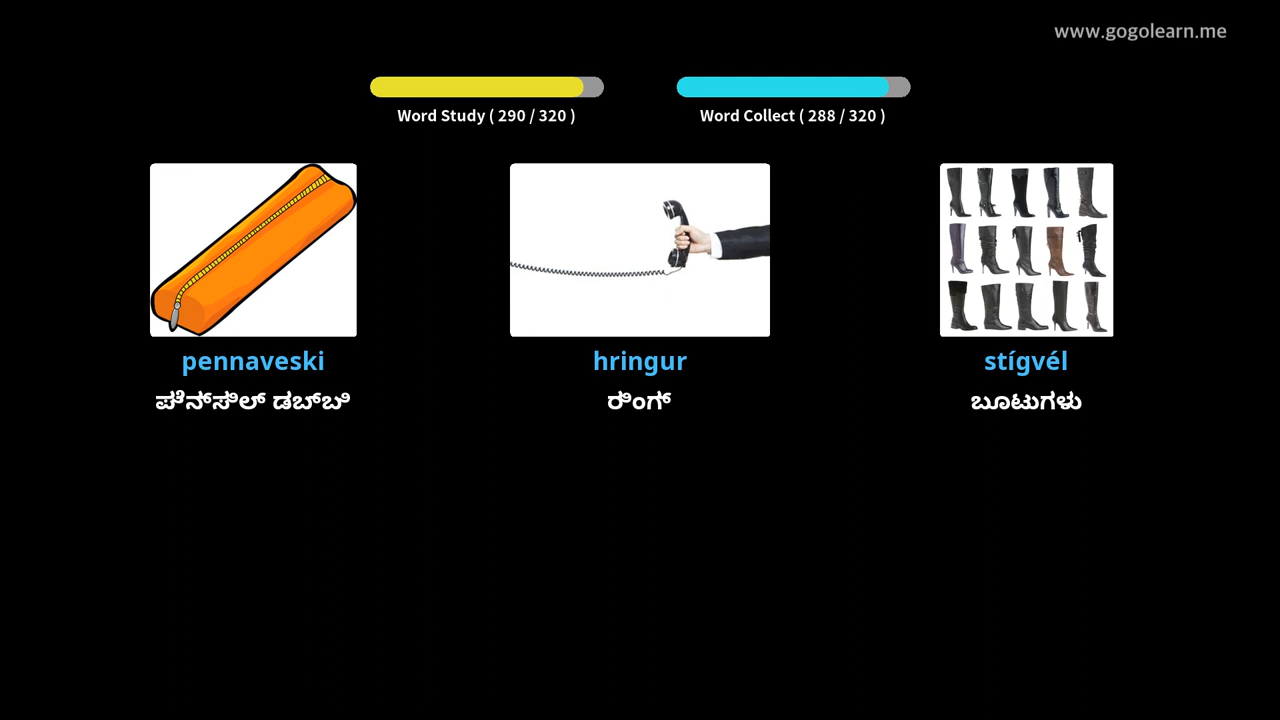 www.gogolearn.me
Word Study ( 290 / 320 )
Word Collect ( 288 / 320 )
pennaveski
hringur
stígvél
ಪೆನ್ಸಿಲ್ ಡಬ್ಬಿ
ರಿಂಗ್
ಬೂಟುಗಳು